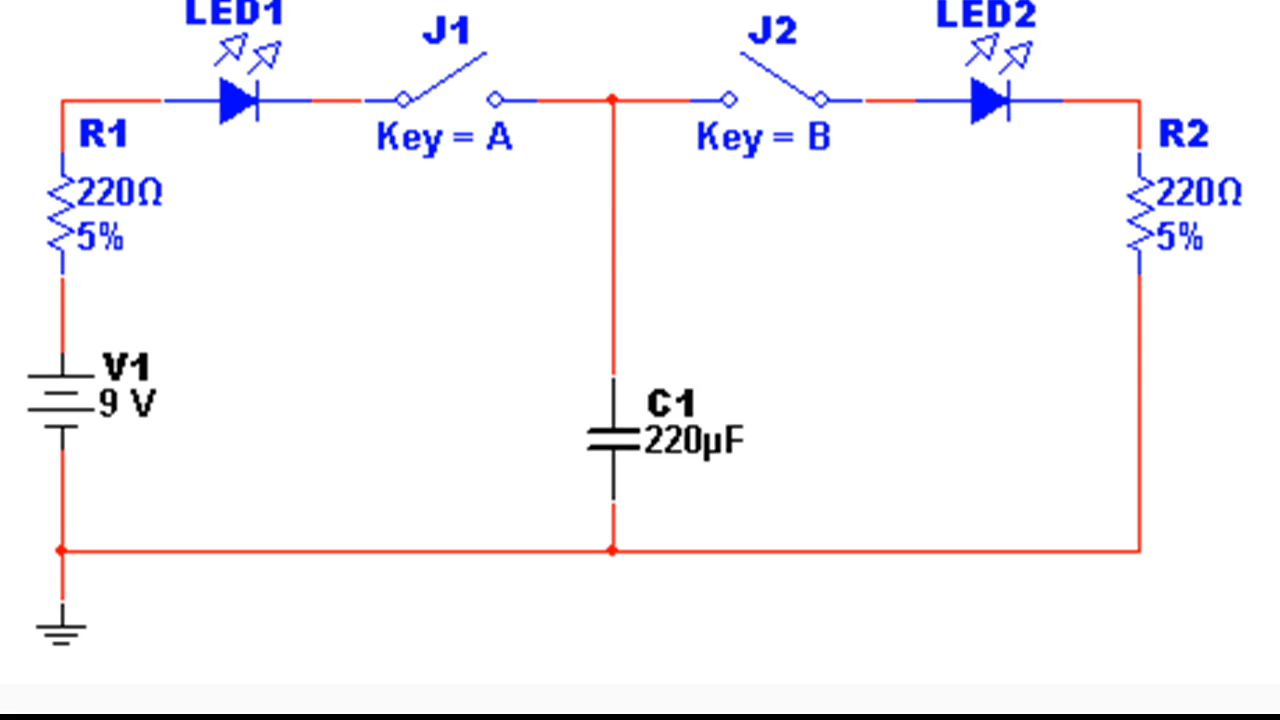 LED1
J1
J2
LED2
Key = A
Key = B
R1
220Ω
5%
R2
220Ω
5%
V1
9 V
C1
220µF